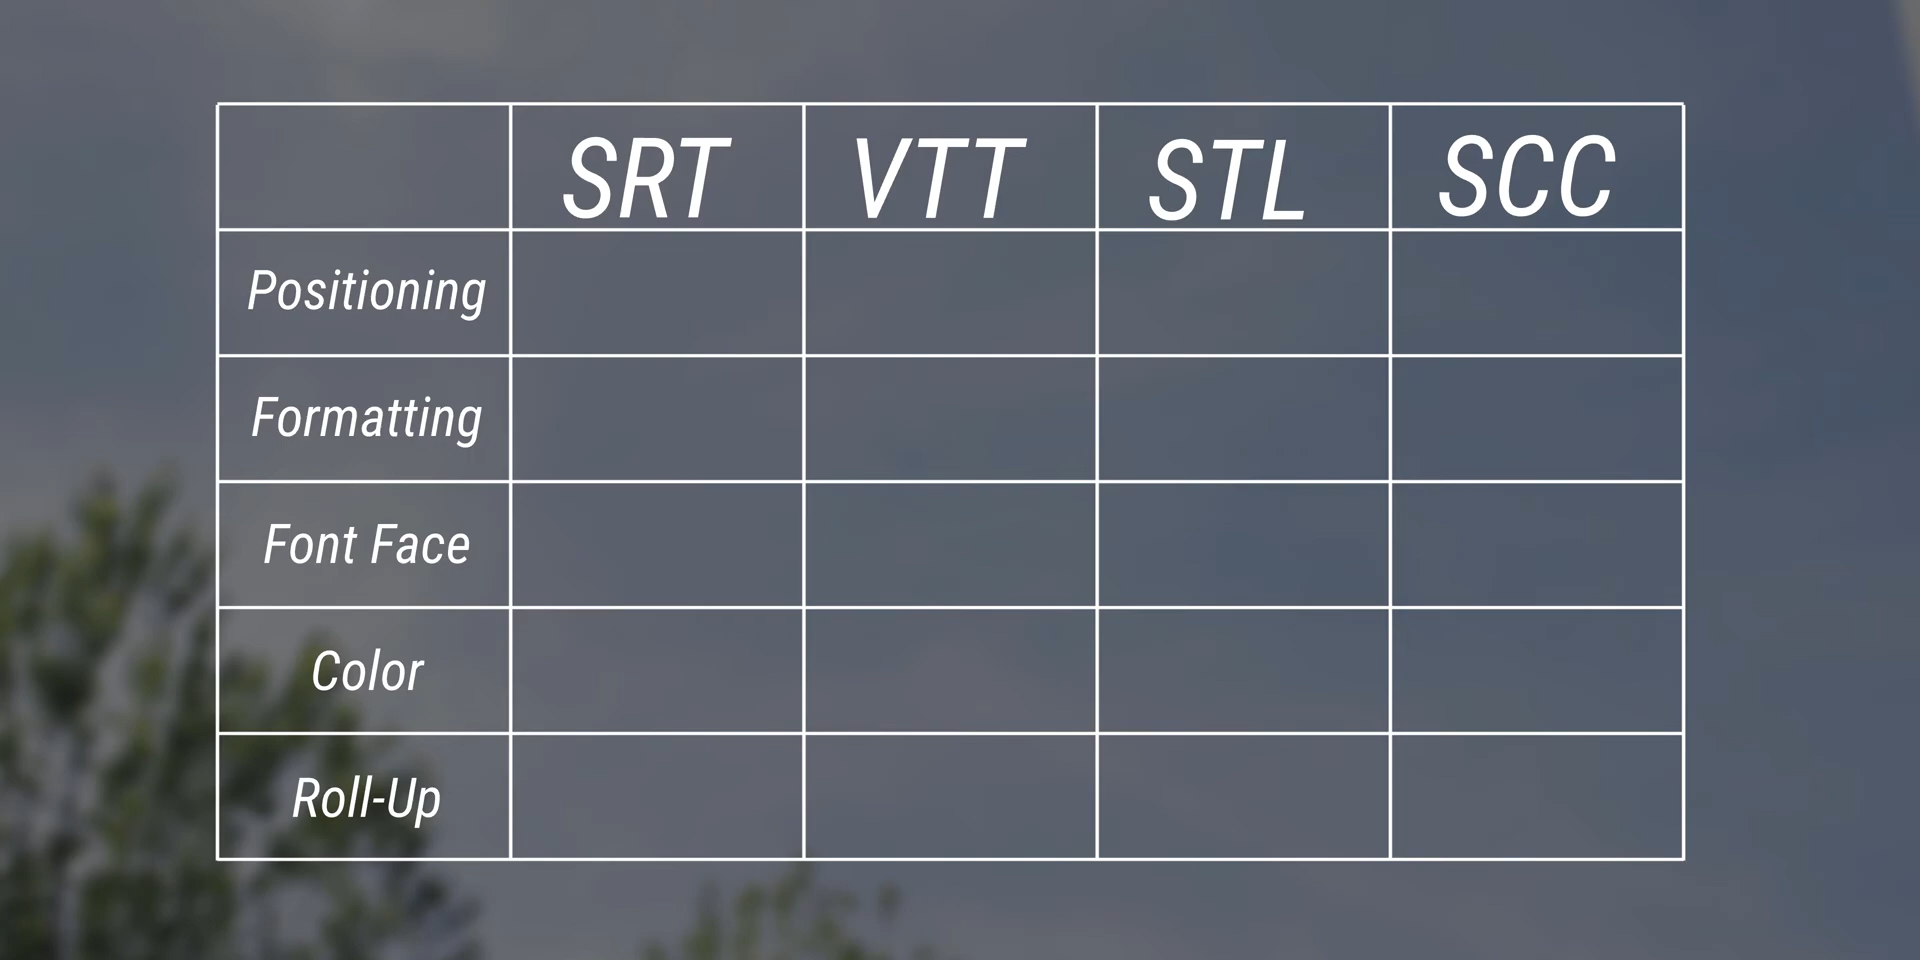 SRT VTT STL SCC
Positioning
Formatting
Font Face
Color
Roll-Up